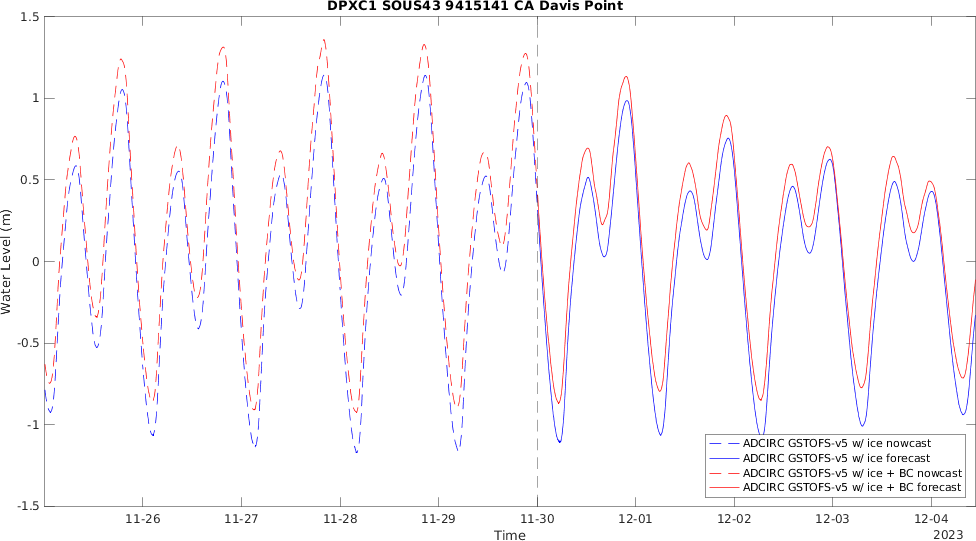 DPXC1 SOUS43 9415141 CA Davis Point
1.5
1
0.5
0
-0.5
-1
-1.5
Water Level (m)
11-26
11-27
11-28
11-29
11-30
12-01
12-02
12-03
12-04
Time
2023
ADCIRC GSTOFS-v5 w/ ice nowcast
ADCIRC GSTOFS-v5 w/ ice forecast
ADCIRC GSTOFS-v5 w/ ice + BC nowcast
ADCIRC GSTOFS-v5 w/ ice + BC forecast